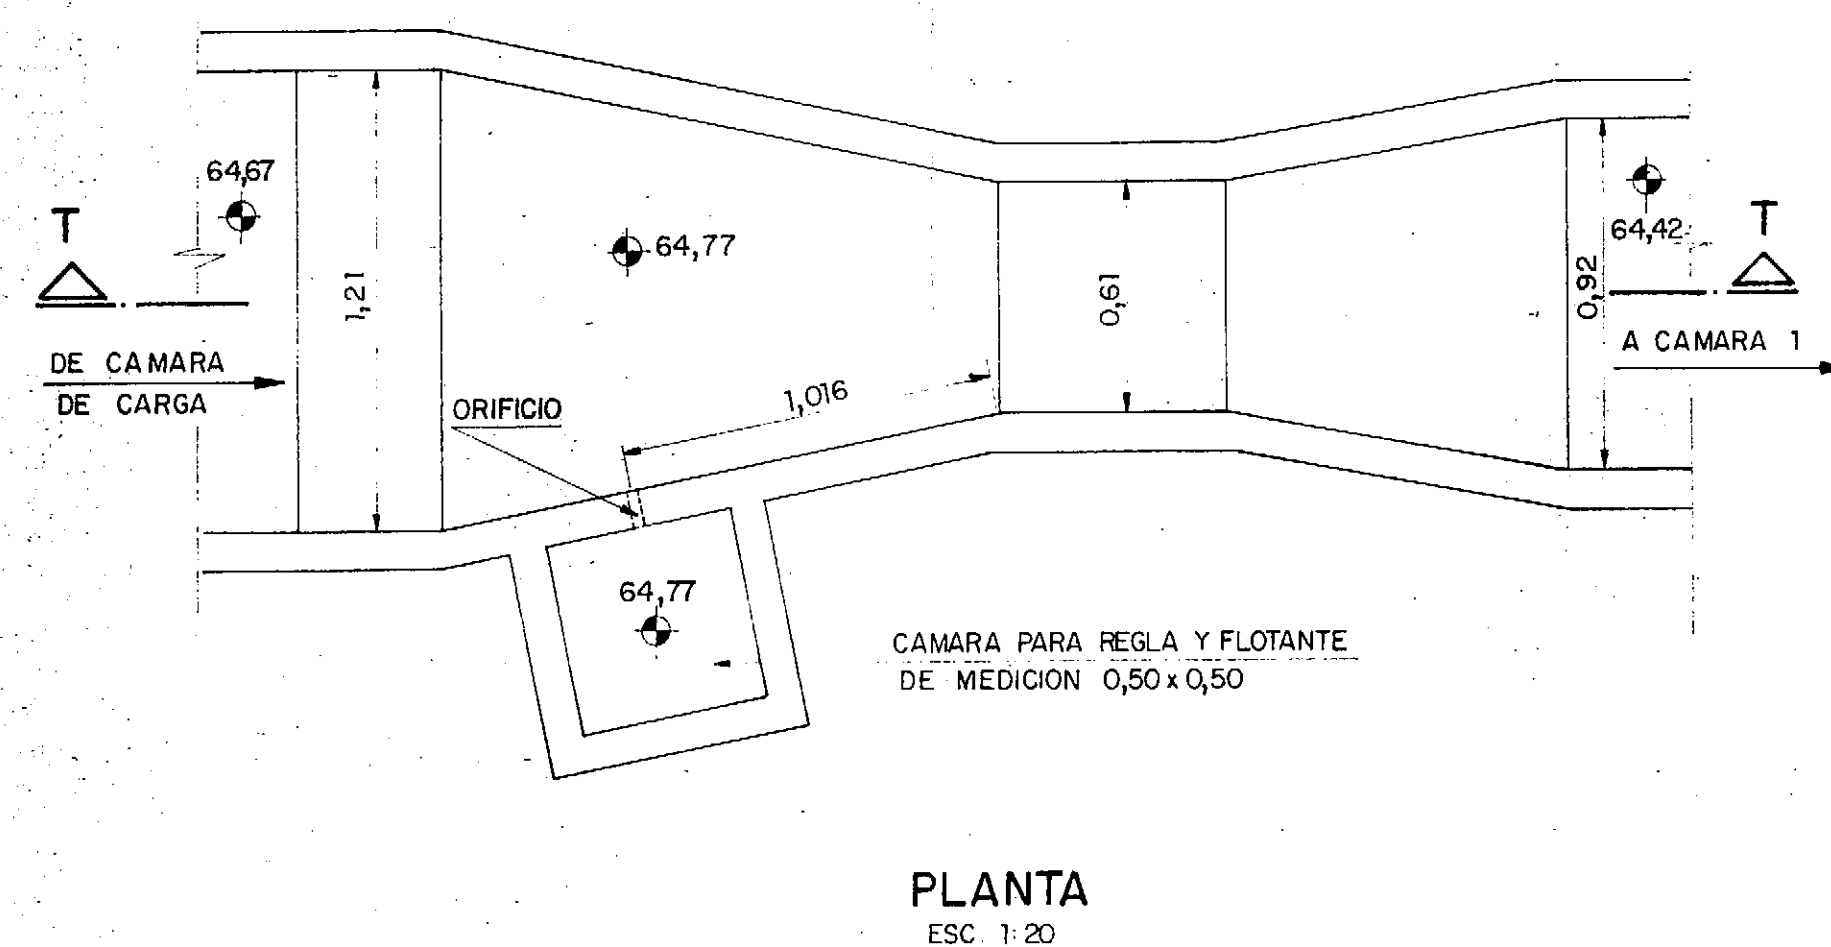 64,67
T
64,77
1,21
0,61
0,92
64,42
T
DE CAMARA
DE CARGA
A CAMARA 1
ORIFICIO
1,016
64,77
CAMARA PARA REGLA Y FLOTANTE
DE MEDICION 0,50 x 0,50
PLANTA
ESC. 1:20